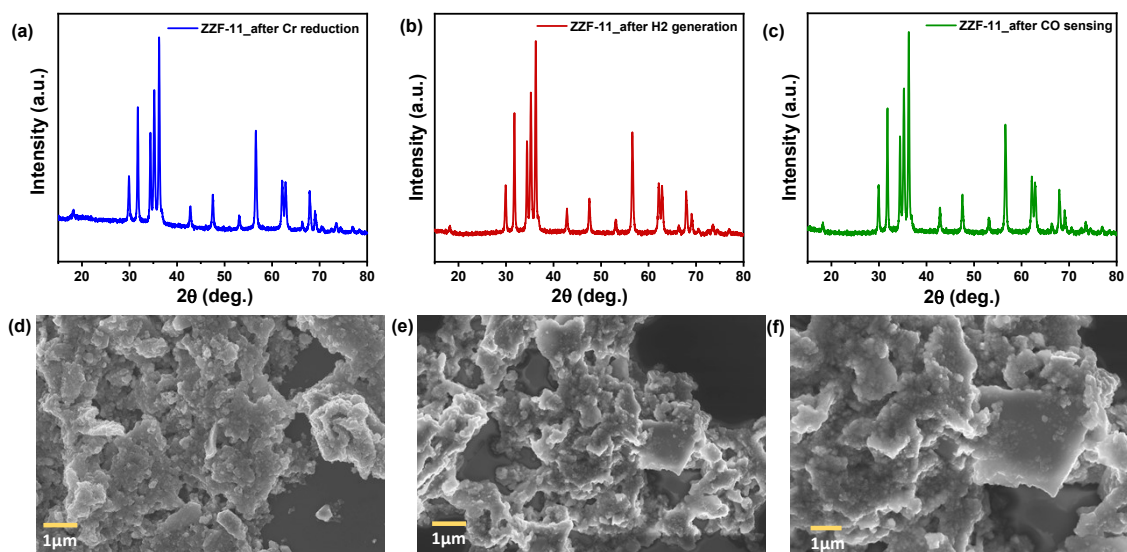 (a)
ZZF-11_after Cr reduction
Intensity (a.u.)
20 30 40 50 60 70 80
2θ (deg.)
(b)
ZZF-11_after H2 generation
Intensity (a.u.)
20 30 40 50 60 70 80
2θ (deg.)
(c)
ZZF-11_after CO sensing
Intensity (a.u.)
20 30 40 50 60 70 80
2θ (deg.)
(d)
1μm
(e)
1μm
(f)
1μm